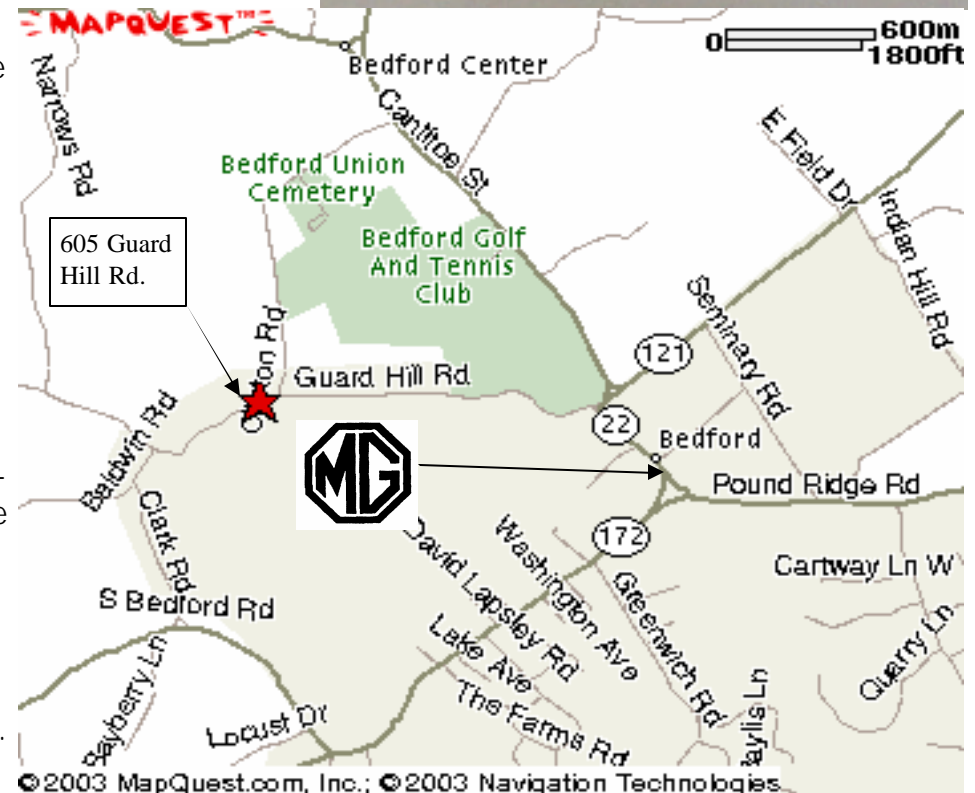 MAPQUEST™
0 600m
1800ft
Bedford Center
Narrows Rd
Cantitoe St
E Field Dr
Bedford Union
Cemetery
Indian Hill Rd
605 Guard
Hill Rd.
Bedford Golf
And Tennis
Club
Seminary Rd
121
Guard Hill Rd
22
Bedford
Baldwin Rd
MG
Pound Ridge Rd
Clark Rd
172
David Lapsley Rd
Washington Ave
Cartway Ln W
S Bedford Rd
Greenwich Rd
Lake Ave
Quarry Ln
The Farms Rd
Locust Dr
©2003 MapQuest.com, Inc.; ©2003 Navigation Technologies